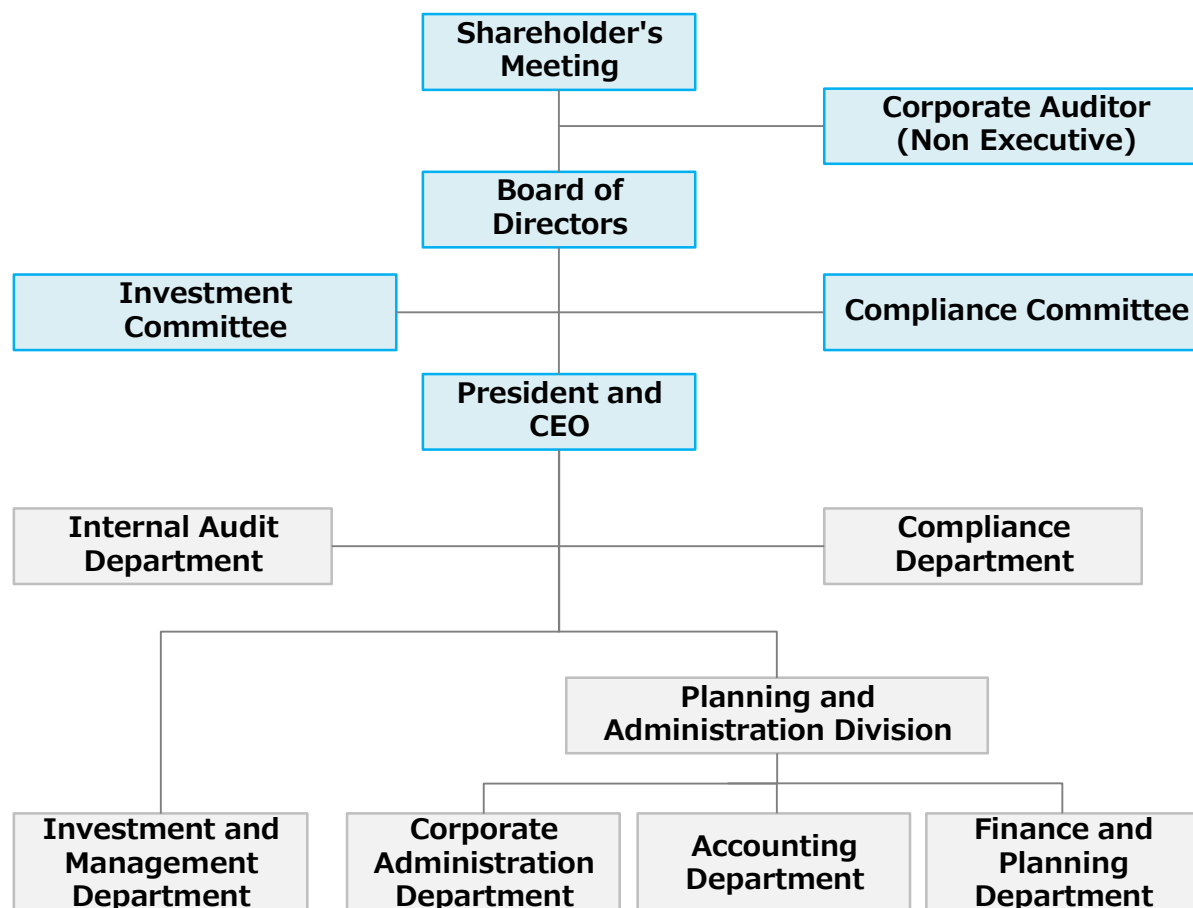 Shareholder's
Meeting
Corporate Auditor
(Non Executive)
Board of
Directors
Investment
Committee
Compliance Committee
President and
CEO
Internal Audit
Department
Compliance
Department
Planning and
Administration Division
Investment and
Management
Department
Corporate
Administration
Department
Accounting
Department
Finance and
Planning
Department